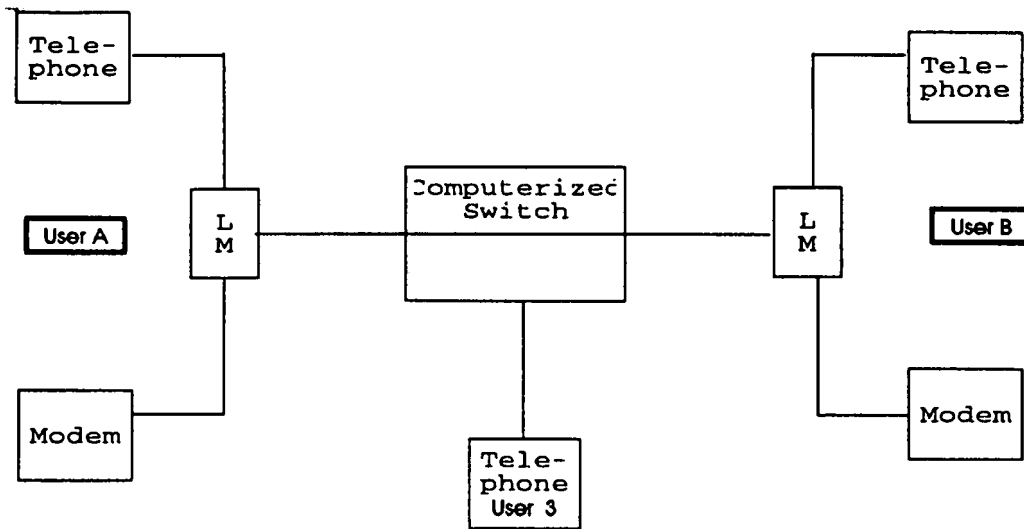 Tele-
phone
Tele-
phone
Computerized
Switch
L
M
L
M
User A
User B
Modem
Modem
Tele-
phone
User 3